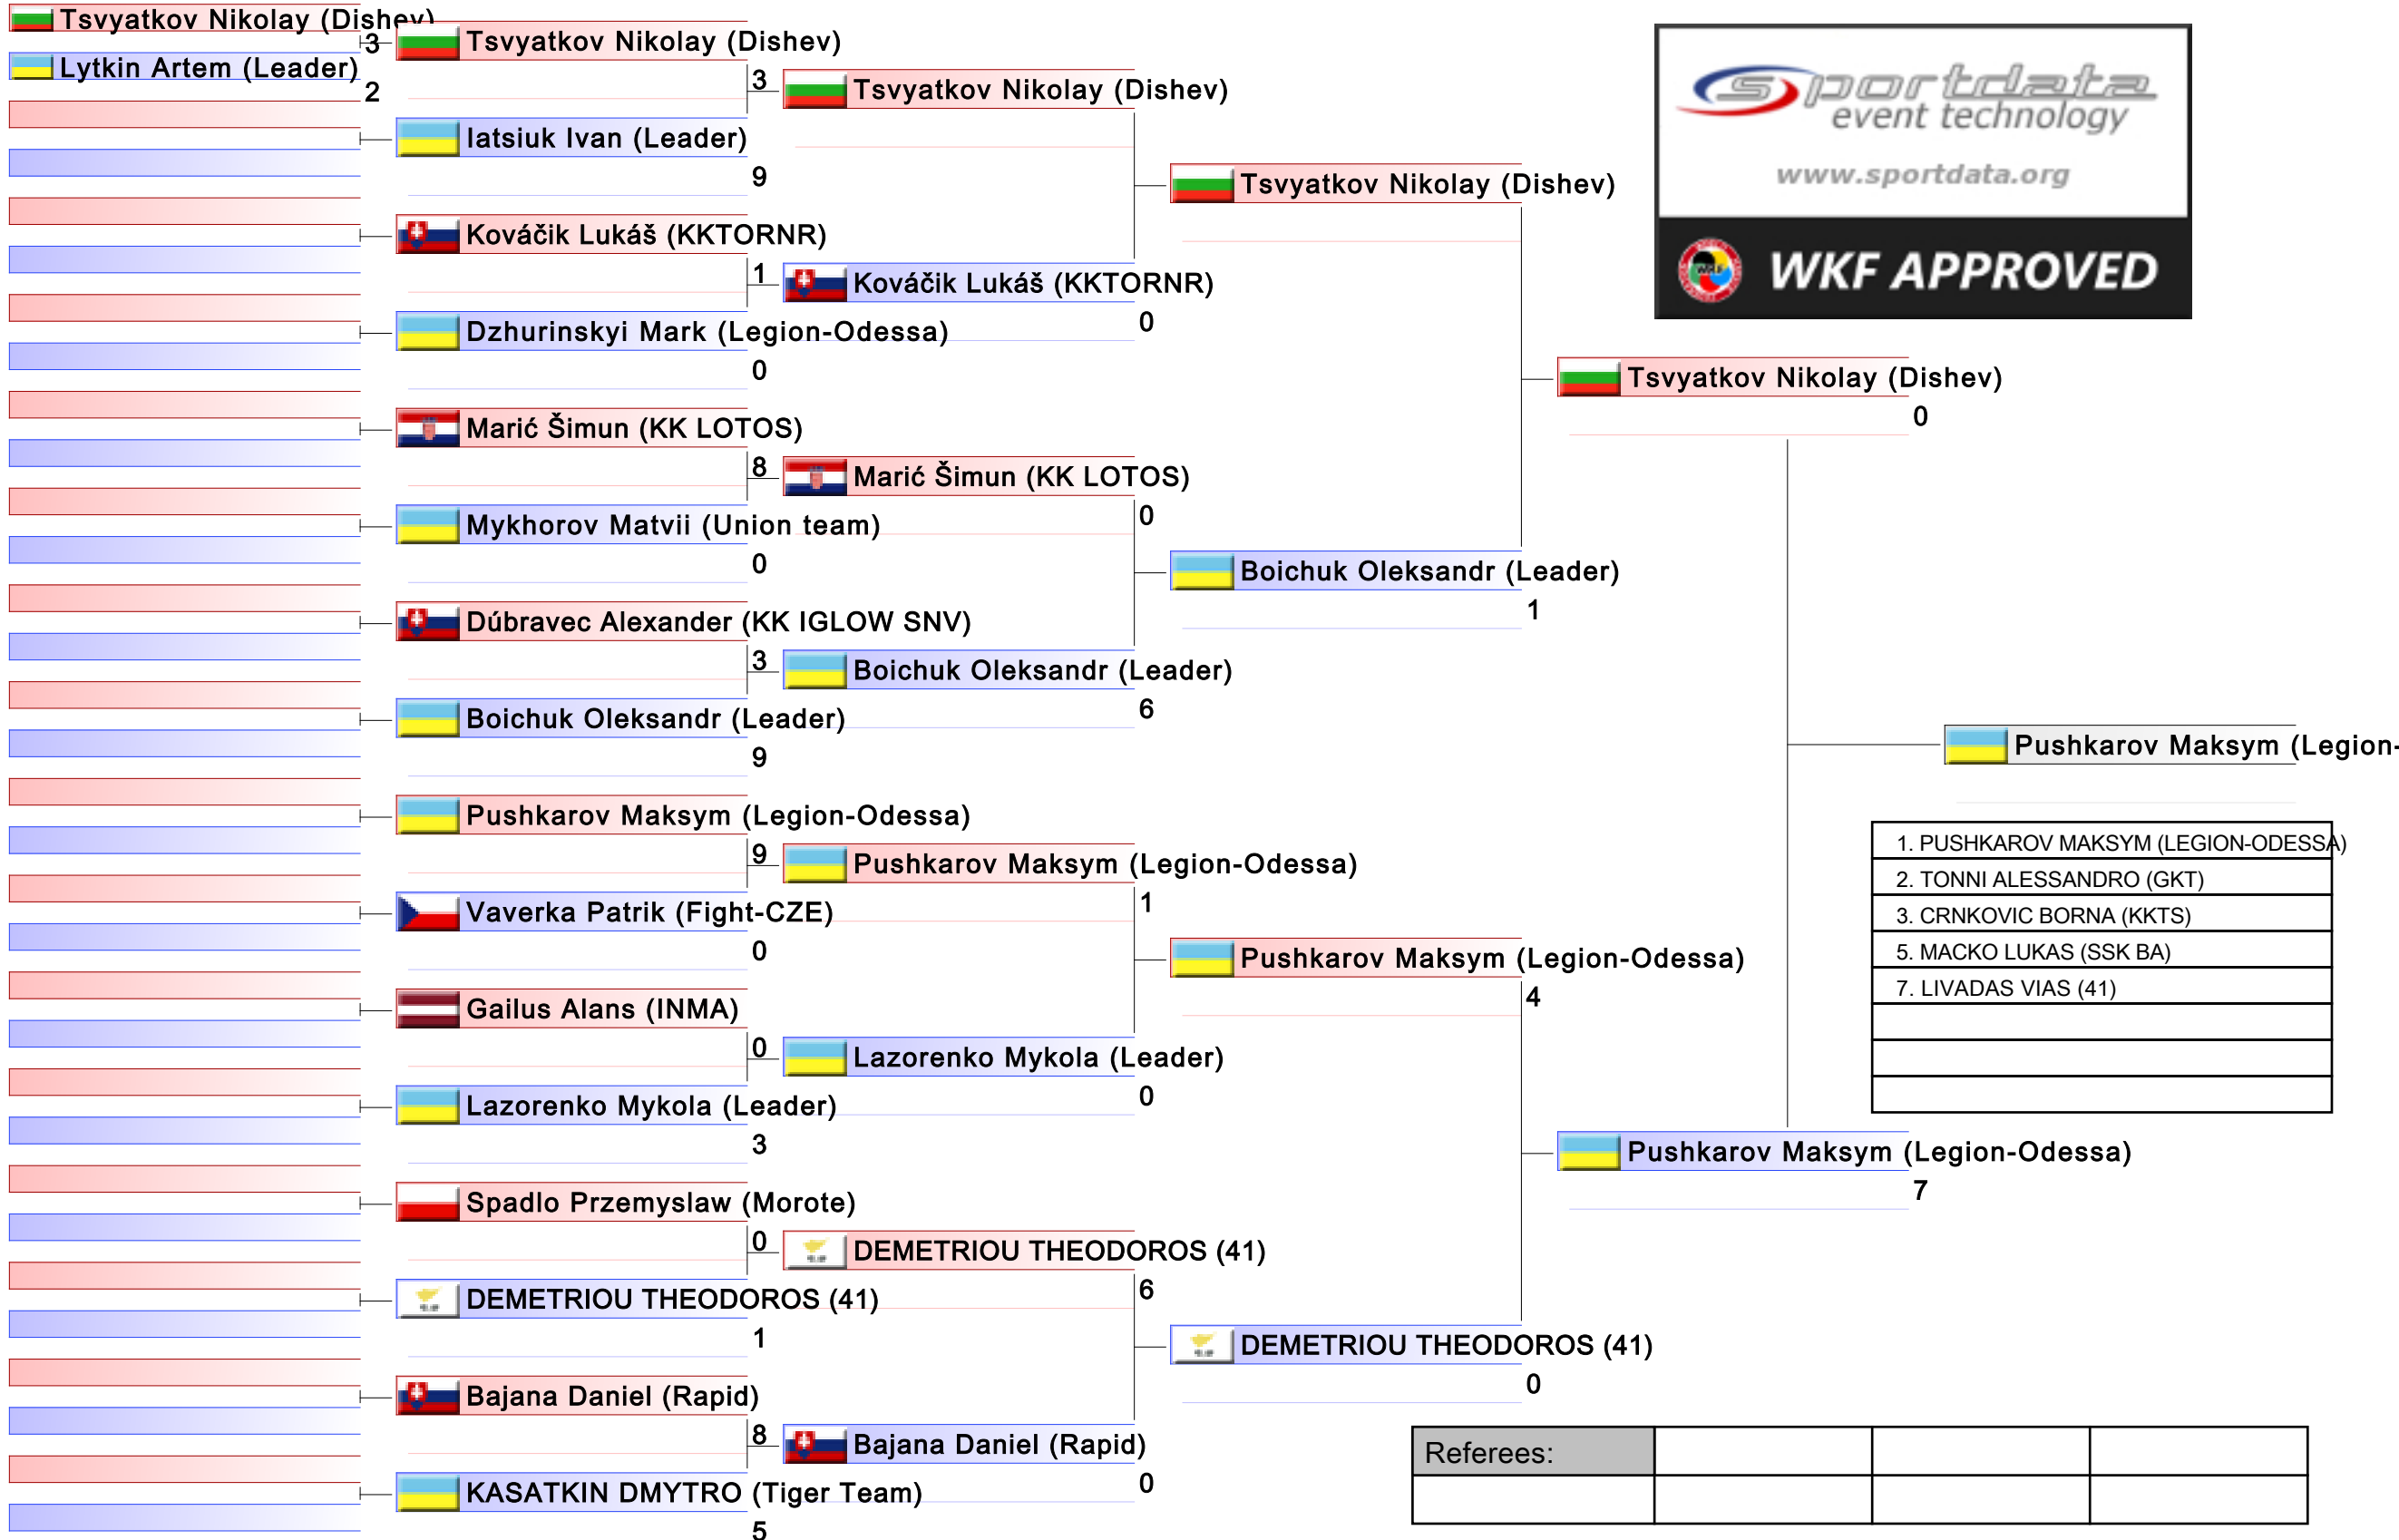 Tsvyatkov Nikolay (Dishev)
3
Lytkin Artem (Leader)
2
Tsvyatkov Nikolay (Dishev)
3
Iatsiuk Ivan (Leader)
9
Kováčik Lukáš (KKTORNR)
1
Dzhurinskyi Mark (Legion-Odessa)
0
Marić Šimun (KK LOTOS)
8
Mykhorov Matvii (Union team)
0
Dúbravec Alexander (KK IGLOW SNV)
3
Boichuk Oleksandr (Leader)
9
Pushkarov Maksym (Legion-Odessa)
9
Vaverka Patrik (Fight-CZE)
0
Gailus Alans (INMA)
0
Lazorenko Mykola (Leader)
3
Spadlo Przemyslaw (Morote)
0
DEMETRIOU THEODOROS (41)
1
Bajana Daniel (Rapid)
8
KASATKIN DMYTRO (Tiger Team)
5
Tsvyatkov Nikolay (Dishev)
Kováčik Lukáš (KKTORNR)
0
Marić Šimun (KK LOTOS)
0
Boichuk Oleksandr (Leader)
6
Pushkarov Maksym (Legion-Odessa)
1
Lazorenko Mykola (Leader)
0
DEMETRIOU THEODOROS (41)
6
Bajana Daniel (Rapid)
0
Tsvyatkov Nikolay (Dishev)
Boichuk Oleksandr (Leader)
1
Pushkarov Maksym (Legion-Odessa)
4
DEMETRIOU THEODOROS (41)
0
Tsvyatkov Nikolay (Dishev)
0
Pushkarov Maksym (Legion-Odessa)
7
Pushkarov Maksym (Legion-
sportdata
event technology
www.sportdata.org
WKF
WKF APPROVED
1. PUSHKAROV MAKSYM (LEGION-ODESSA)
2. TONNI ALESSANDRO (GKT)
3. CRNKOVIC BORNA (KKTS)
5. MACKO LUKAS (SSK BA)
7. LIVADAS VIAS (41)
Referees: